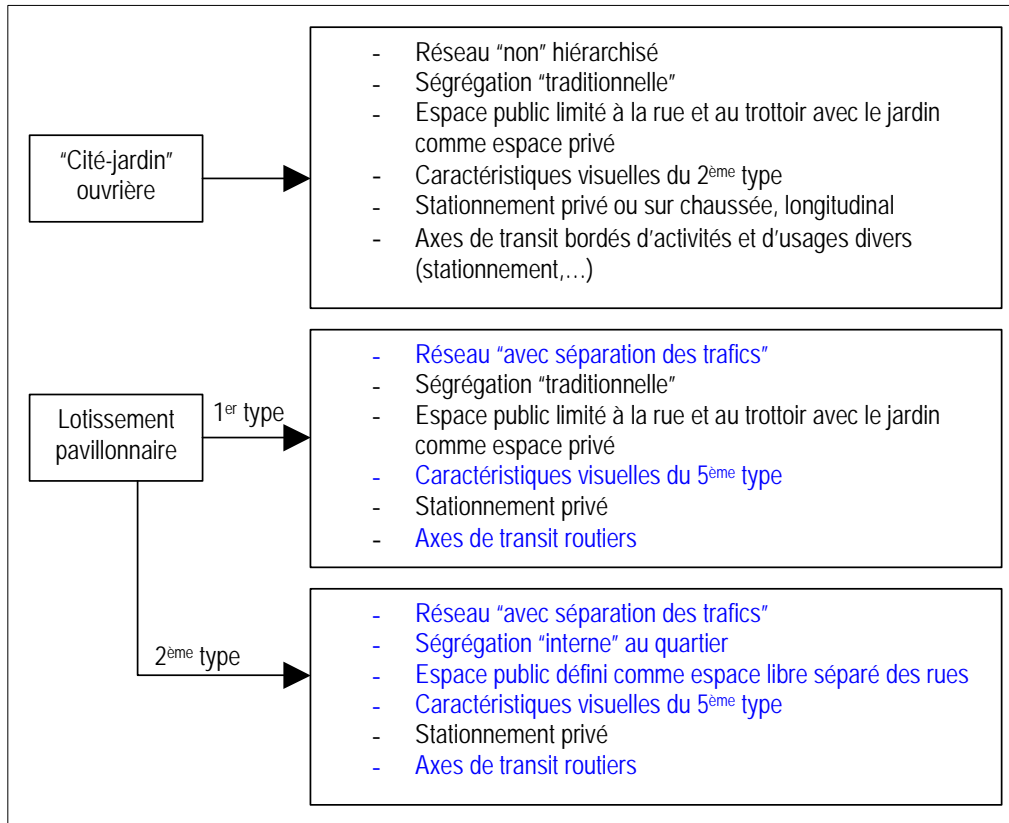 "Cité-jardin"
ouvrière
- Réseau "non" hiérarchisé
- Ségrégation "traditionnelle"
- Espace public limité à la rue et au trottoir avec le jardin
comme espace privé
- Caractéristiques visuelles du 2ème type
- Stationnement privé ou sur chaussée, longitudinal
- Axes de transit bordés d'activités et d'usages divers
(stationnement,…)
Lotissement
pavillonnaire
1er type
- Réseau "avec séparation des trafics"
- Ségrégation "traditionnelle"
- Espace public limité à la rue et au trottoir avec le jardin
comme espace privé
- Caractéristiques visuelles du 5ème type
- Stationnement privé
- Axes de transit routiers
2ème type
- Réseau "avec séparation des trafics"
- Ségrégation "interne" au quartier
- Espace public défini comme espace libre séparé des rues
- Caractéristiques visuelles du 5ème type
- Stationnement privé
- Axes de transit routiers